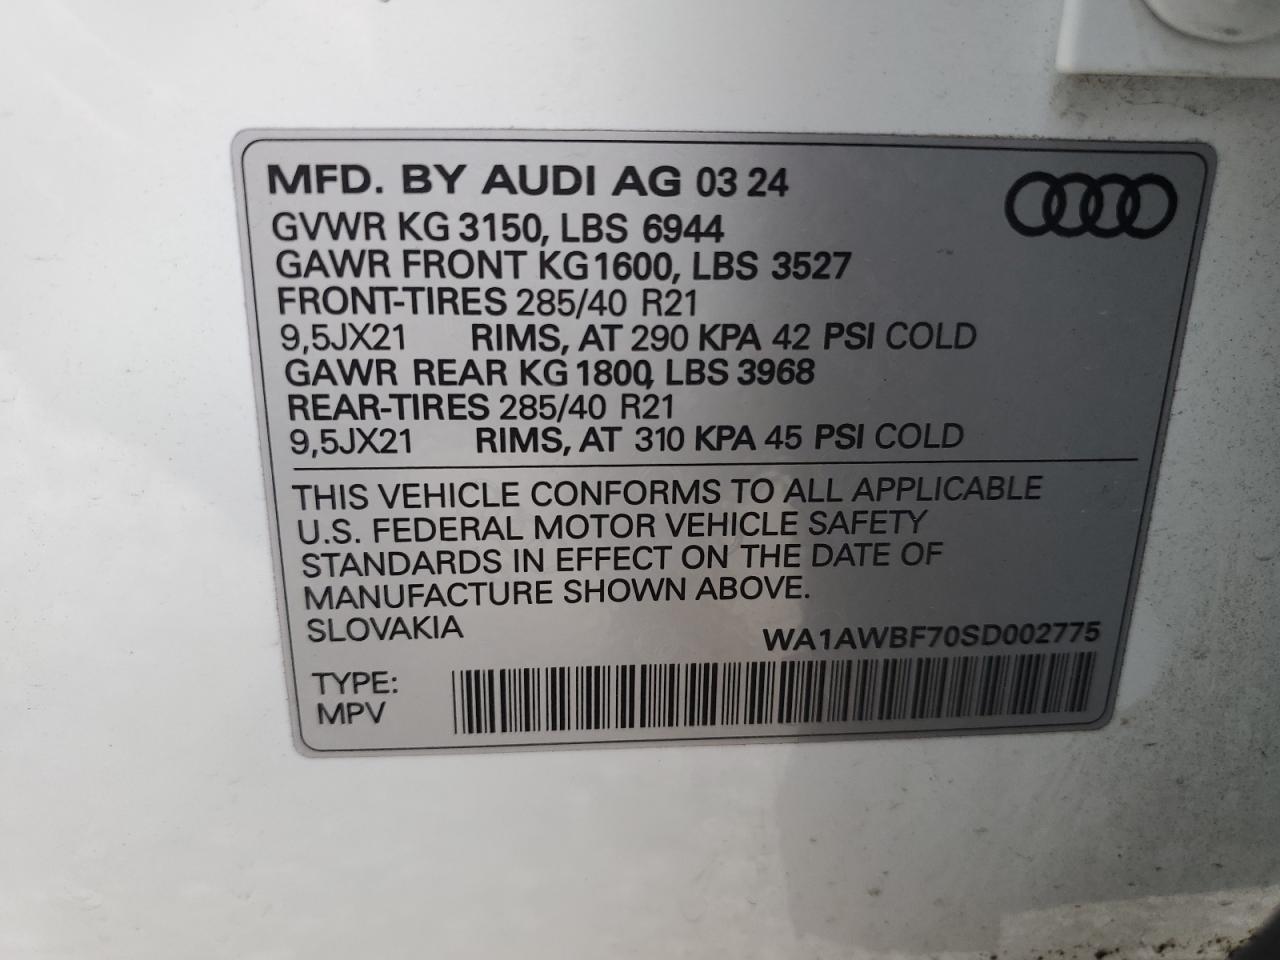 MFD. BY AUDI AG 03 24
GVWR KG 3150, LBS 6944
GAWR FRONT KG 1600, LBS 3527
FRONT-TIRES 285/40 R21
9,5JX21 RIMS, AT 290 KPA 42 PSI COLD
GAWR REAR KG 1800, LBS 3968
REAR-TIRES 285/40 R21
9,5JX21 RIMS, AT 310 KPA 45 PSI COLD
THIS VEHICLE CONFORMS TO ALL APPLICABLE
U.S. FEDERAL MOTOR VEHICLE SAFETY
STANDARDS IN EFFECT ON THE DATE OF
MANUFACTURE SHOWN ABOVE.
SLOVAKIA
WA1AWBF70SD002775
TYPE:
MPV